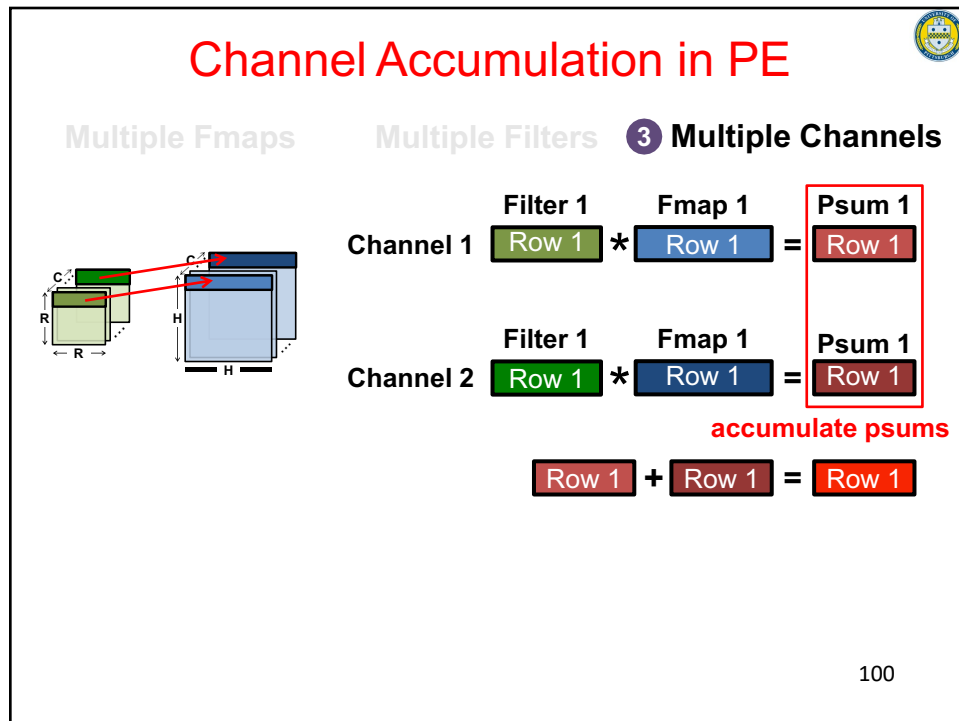 Channel Accumulation in PE
Multiple Fmaps Multiple Filters 3 Multiple Channels
Filter 1 Fmap 1 Psum 1
Channel 1 Row 1 * Row 1 = Row 1
C C
R H
R
H
Filter 1 Fmap 1 Psum 1
Channel 2 Row 1 * Row 1 = Row 1
accumulate psums
Row 1 + Row 1 = Row 1
100